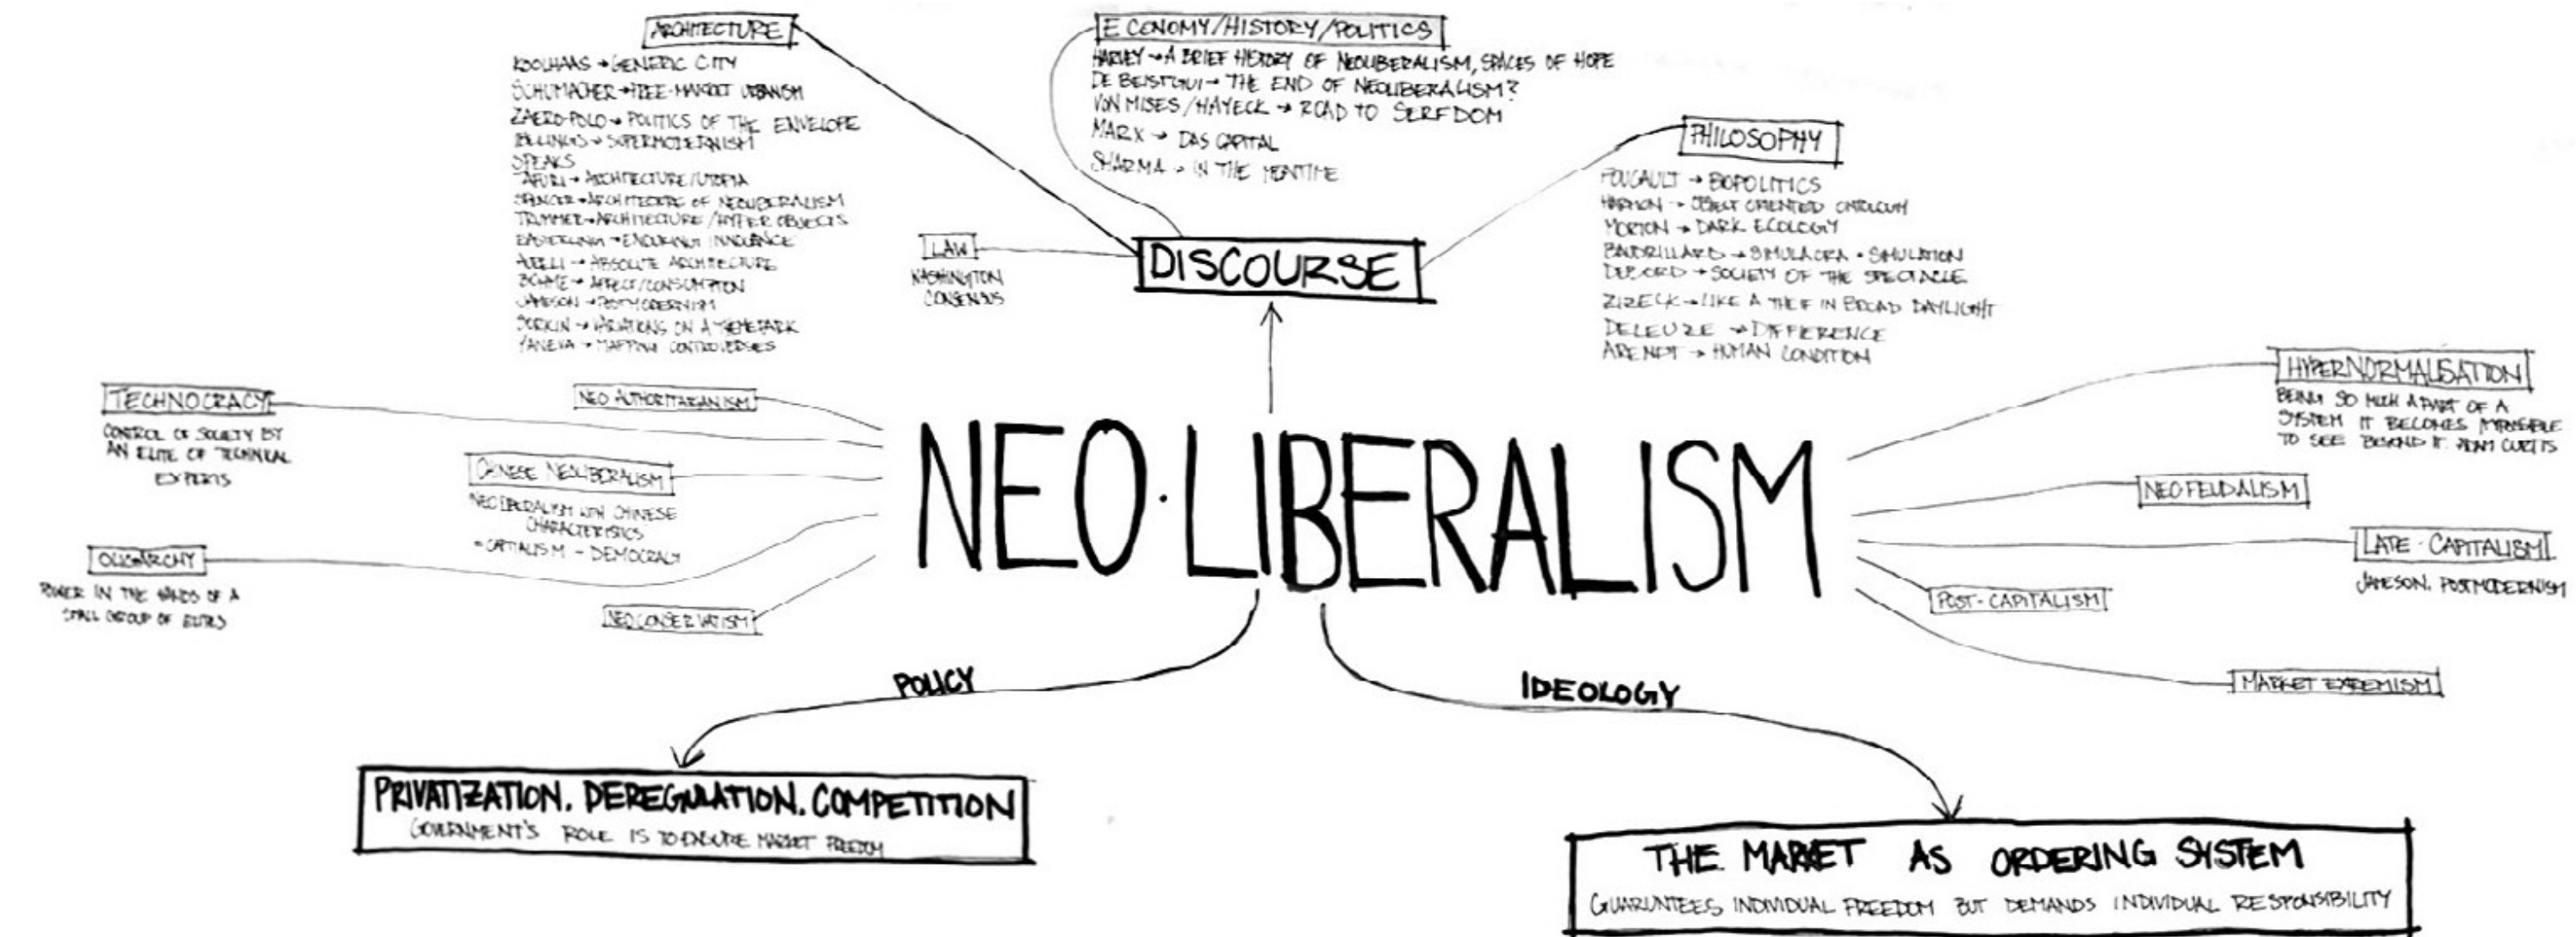 ARCHITECTURE
KOOLHAAS → GENERIC CITY
SCHUMACHER → FREE-MARKET URBANISM
ZAERO-POLO → POLITICS OF THE ENVELOPE
IBELINGS → SUPERMODERNISM
SPEAKS
TAFURI → ARCHITECTURE/UTOPIA
SPENCER → ARCHITECTURE OF NEOLIBERALISM
TRUMMER → ARCHITECTURE/HYPER OBJECTS
EASTERLING → ENDURING INNOCENCE
AURELI → ABSOLUTE ARCHITECTURE
BÖHME → AFFECT/CONSUMPTION
JAMESON → POSTMODERNISM
SORKIN → VARIATIONS ON A THEMEPARK
YANEVA → MAPPING CONTROVERSIES
ECONOMY/HISTORY/POLITICS
HARVEY → A BRIEF HISTORY OF NEOLIBERALISM, SPACES OF HOPE
DE BEISTGUI → THE END OF NEOLIBERALISM?
VON MISES/HAYECK → ROAD TO SERFDOM
MARX → DAS CAPITAL
SHARMA → IN THE MENTIME
PHILOSOPHY
FOUCAULT → BIOPOLITICS
HARMON → OBJECT ORIENTED ONTOLOGY
MORTON → DARK ECOLOGY
BAUDRILLARD → SIMULACRA + SIMULATION
DEBORD → SOCIETY OF THE SPECTACLE
ZIZECK → LIKE A THEIF IN BROAD DAYLIGHT
DELEUZE → DIFFERENCE
ARENDT → HUMAN CONDITION
LAW
WASHINGTON
CONSENSUS
DISCOURSE
TECHNOCRACY
CONTROL OF SOCIETY BY
AN ELITE OF TECHNICAL
EXPERTS
NEO AUTHORITARIANISM
CHINESE NEOLIBERALISM
NEOLIBERALISM WITH CHINESE
CHARACTERISTICS
= CAPITALISM - DEMOCRACY
OLIGARCHY
POWER IN THE HANDS OF A
SMALL GROUP OF ELITES
NEOCONSERVATISM
NEO·LIBERALISM
HYPERNORMALISATION
BEING SO MUCH A PART OF A
SYSTEM IT BECOMES IMPOSSIBLE
TO SEE BEYOND IT. ADAM CURTIS
NEOFEUDALISM
LATE-CAPITALISM
JAMESON. POSTMODERNISM
POST-CAPITALISM
MARKET EXREMISM
POLICY
IDEOLOGY
PRIVATIZATION. DEREGULATION. COMPETITION
GOVERNMENT'S ROLE IS TO ENSURE MARKET FREEDOM
THE MARKET AS ORDERING SYSTEM
GUARUNTEES INDIVIDUAL FREEDOM BUT DEMANDS INDIVIDUAL RESPONSIBILITY